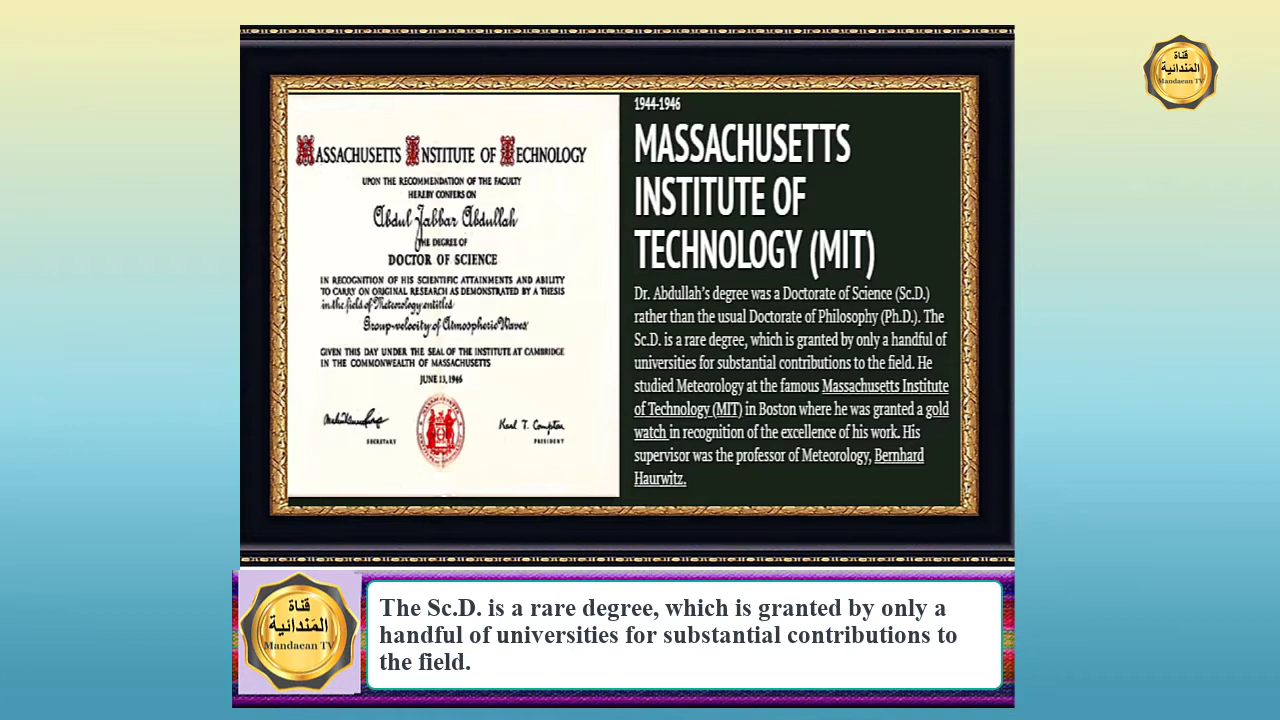 قناة
المندائية
Mandaean TV
MASSACHUSETTS INSTITUTE OF TECHNOLOGY
UPON THE RECOMMENDATION OF THE FACULTY
HEREBY CONFERS ON
Abdul Jabbar Abdullah
THE DEGREE OF
DOCTOR OF SCIENCE
IN RECOGNITION OF HIS SCIENTIFIC ATTAINMENTS AND ABILITY
TO CARRY ON ORIGINAL RESEARCH AS DEMONSTRATED BY A THESIS
in the field of Meteorology entitled
Group-velocity of Atmospheric Waves
GIVEN THIS DAY UNDER THE SEAL OF THE INSTITUTE AT CAMBRIDGE
IN THE COMMONWEALTH OF MASSACHUSETTS
JUNE 13, 1946
SECRETARY
Karl T. Compton
PRESIDENT
1944-1946
MASSACHUSETTS
INSTITUTE OF
TECHNOLOGY (MIT)
Dr. Abdullah's degree was a Doctorate of Science (Sc.D.)
rather than the usual Doctorate of Philosophy (Ph.D.). The
Sc.D. is a rare degree, which is granted by only a handful of
universities for substantial contributions to the field. He
studied Meteorology at the famous Massachusetts Institute
of Technology (MIT) in Boston where he was granted a gold
watch in recognition of the excellence of his work. His
supervisor was the professor of Meteorology, Bernhard
Haurwitz.
قناة
المندائية
Mandaean TV
The Sc.D. is a rare degree, which is granted by only a
handful of universities for substantial contributions to
the field.